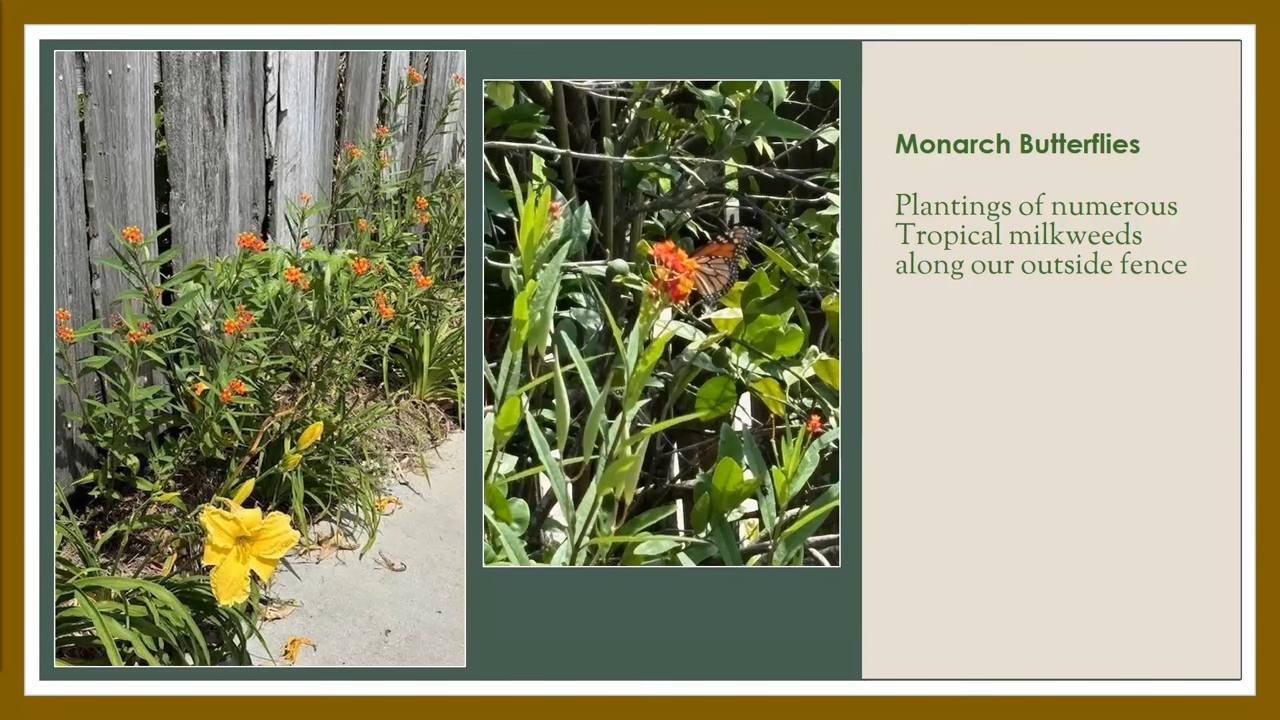 Monarch Butterflies
Plantings of numerous
Tropical milkweeds
along our outside fence